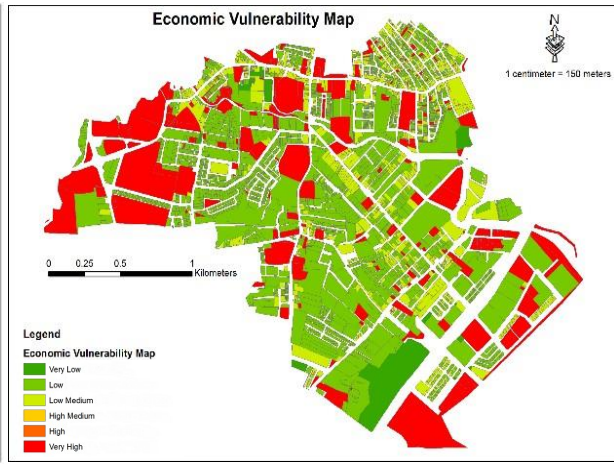 Economic Vulnerability Map
N
1 centimeter = 150 meters
0 0.25 0.5 1
Kilometers
Legend
Economic Vulnerability Map
Very Low
Low
Low Medium
High Medium
High
Very High